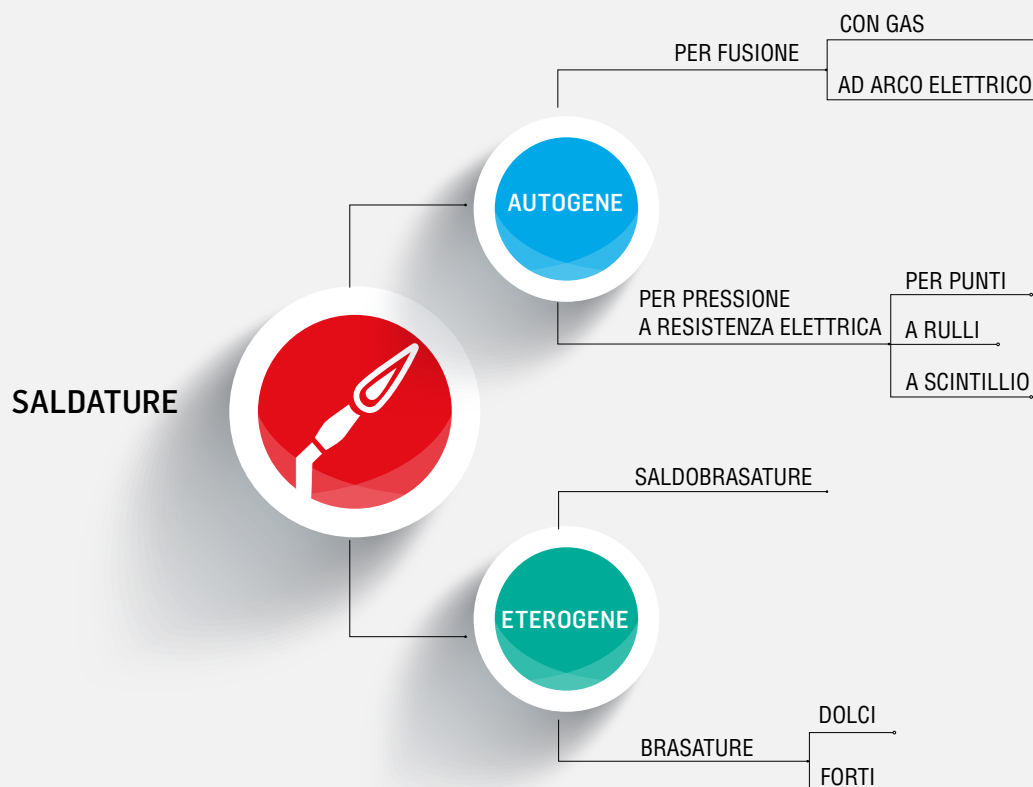 CON GAS
PER FUSIONE
AD ARCO ELETTRICO
AUTOGENE
PER PRESSIONE
A RESISTENZA ELETTRICA
PER PUNTI
A RULLI
A SCINTILLIO
SALDATURE
SALDOBRASATURE
ETEROGENE
BRASATURE
DOLCI
FORTI